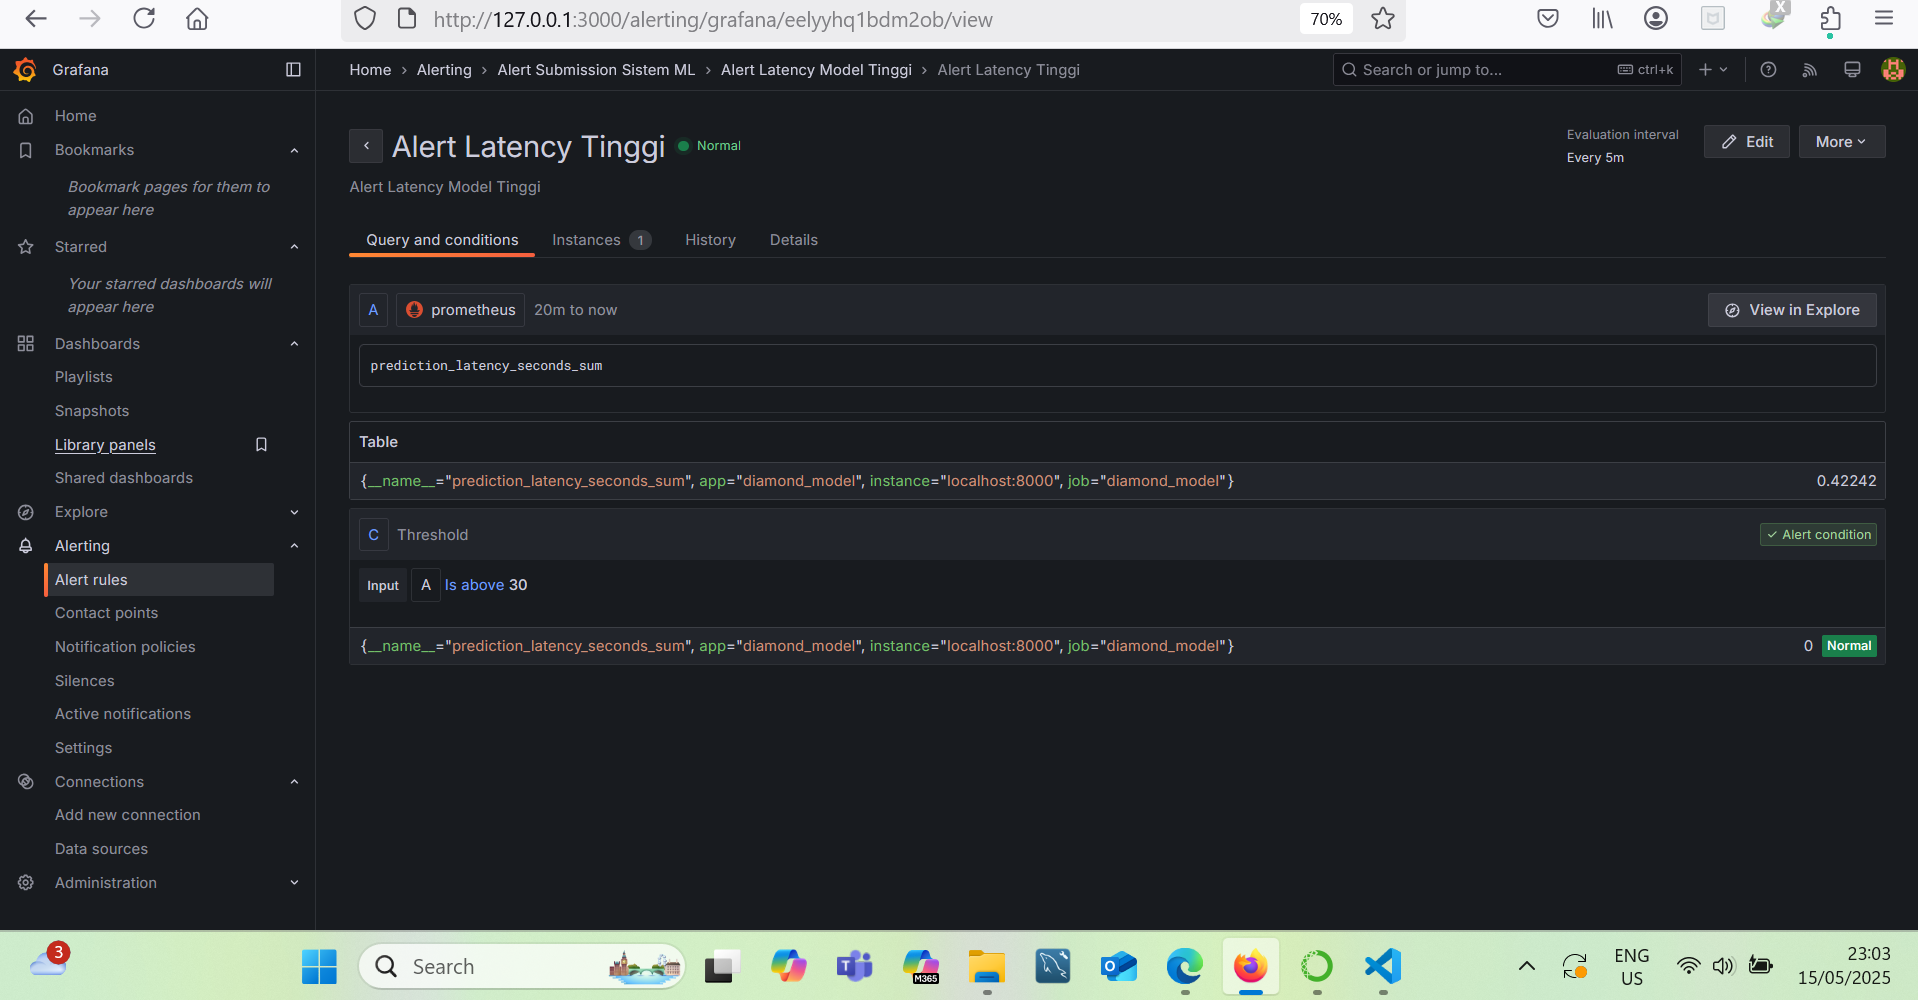 http://127.0.0.1:3000/alerting/grafana/eelyyhq1bdm2ob/view
70%
X
Grafana
Home › Alerting › Alert Submission Sistem ML › Alert Latency Model Tinggi › Alert Latency Tinggi
Search or jump to...
ctrl+k
Home
Bookmarks
Bookmark pages for them to
appear here
Starred
Your starred dashboards will
appear here
Dashboards
Playlists
Snapshots
Library panels
Shared dashboards
Explore
Alerting
Alert rules
Contact points
Notification policies
Silences
Active notifications
Settings
Connections
Add new connection
Data sources
Administration
Alert Latency Tinggi
Normal
Evaluation interval
Every 5m
Edit
More
Alert Latency Model Tinggi
Query and conditions
Instances 1
History
Details
A
prometheus
20m to now
View in Explore
prediction_latency_seconds_sum
Table
{__name__="prediction_latency_seconds_sum", app="diamond_model", instance="localhost:8000", job="diamond_model"} 0.42242
C
Threshold
Alert condition
Input A Is above 30
{__name__="prediction_latency_seconds_sum", app="diamond_model", instance="localhost:8000", job="diamond_model"} 0 Normal
3
Search
T
M365
O
ENG
US
23:03
15/05/2025